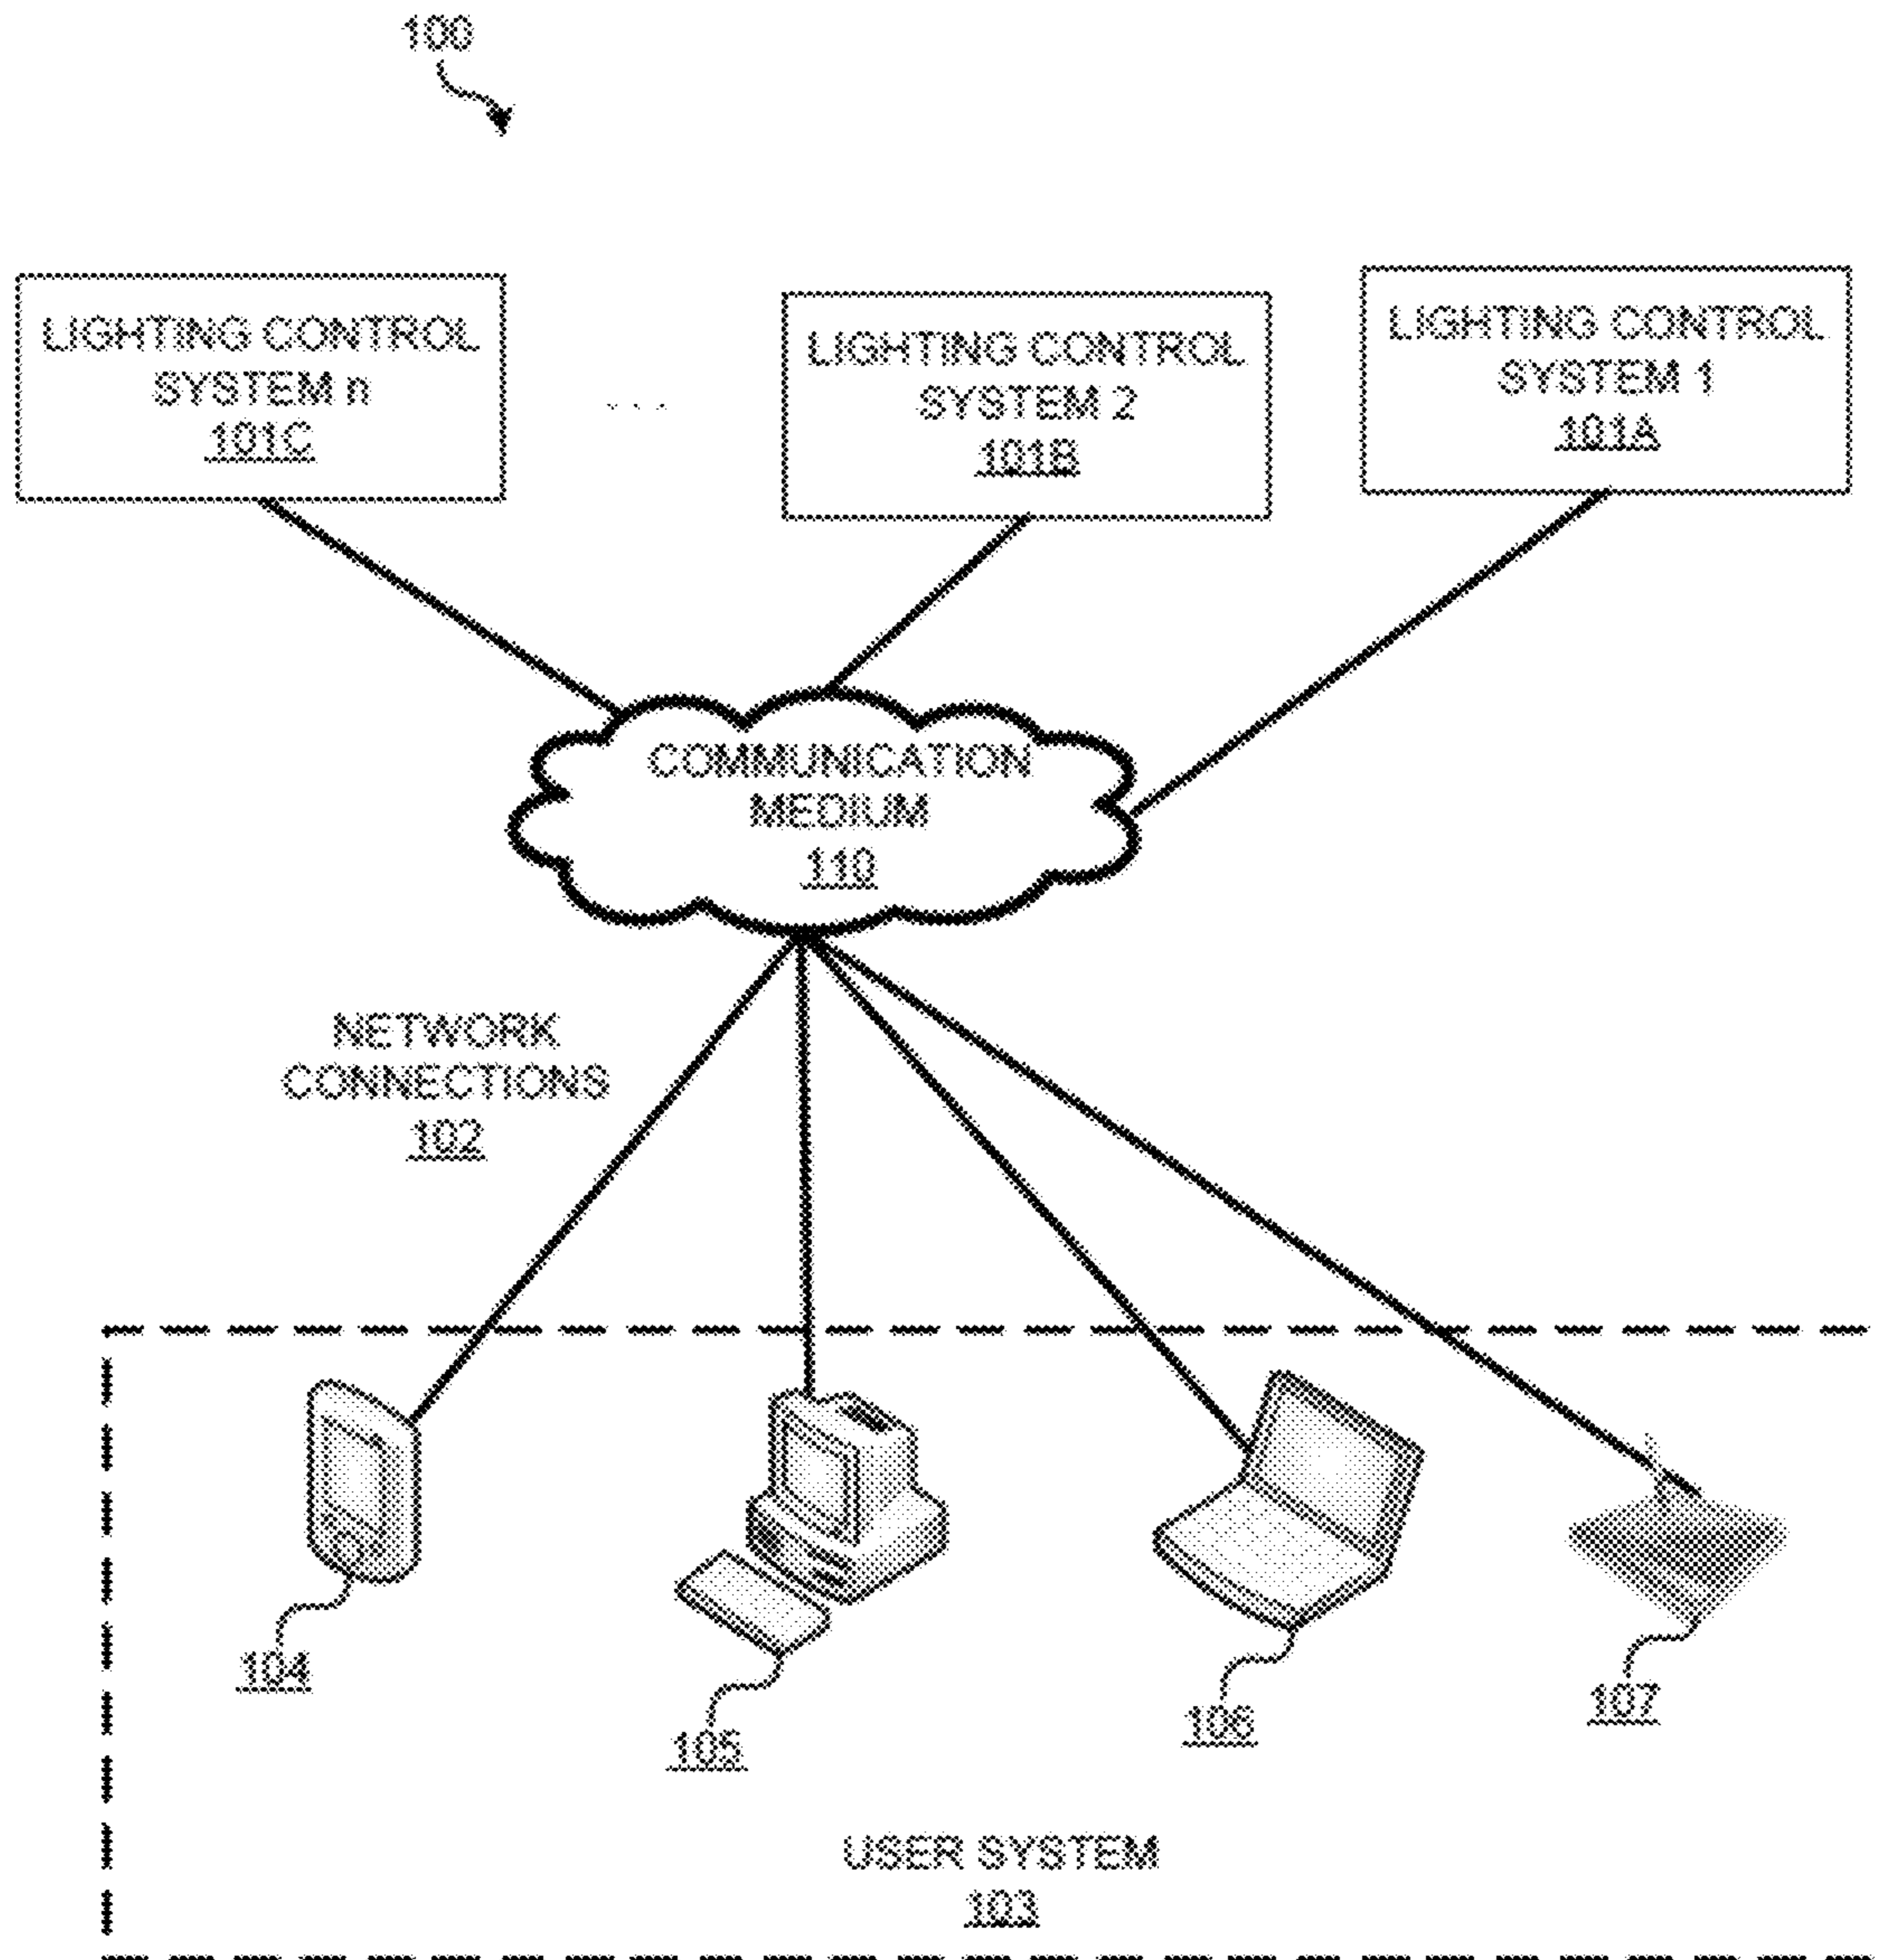 100
LIGHTING CONTROL
SYSTEM n
101C
. . .
LIGHTING CONTROL
SYSTEM 2
101B
LIGHTING CONTROL
SYSTEM 1
101A
COMMUNICATION
MEDIUM
110
NETWORK
CONNECTIONS
102
104
105
106
107
USER SYSTEM
103